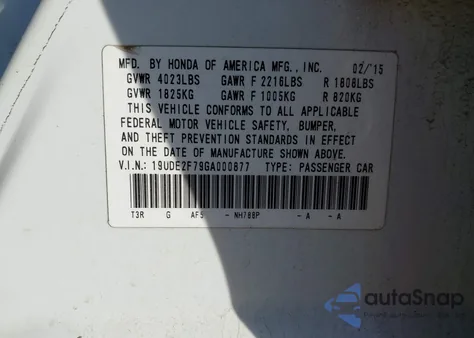 MFD. BY HONDA OF AMERICA MFG., INC. 02/'15
GVWR 4023LBS GAWR F 2216LBS R 1808LBS
GVWR 1825KG GAWR F 1005KG R 820KG
THIS VEHICLE CONFORMS TO ALL APPLICABLE
FEDERAL MOTOR VEHICLE SAFETY, BUMPER,
AND THEFT PREVENTION STANDARDS IN EFFECT
ON THE DATE OF MANUFACTURE SHOWN ABOVE.
V.I.N.: 19UDE2F79GA000877 TYPE: PASSENGER CAR
T3R G AF5 - NH788P - A - A
autoSnap